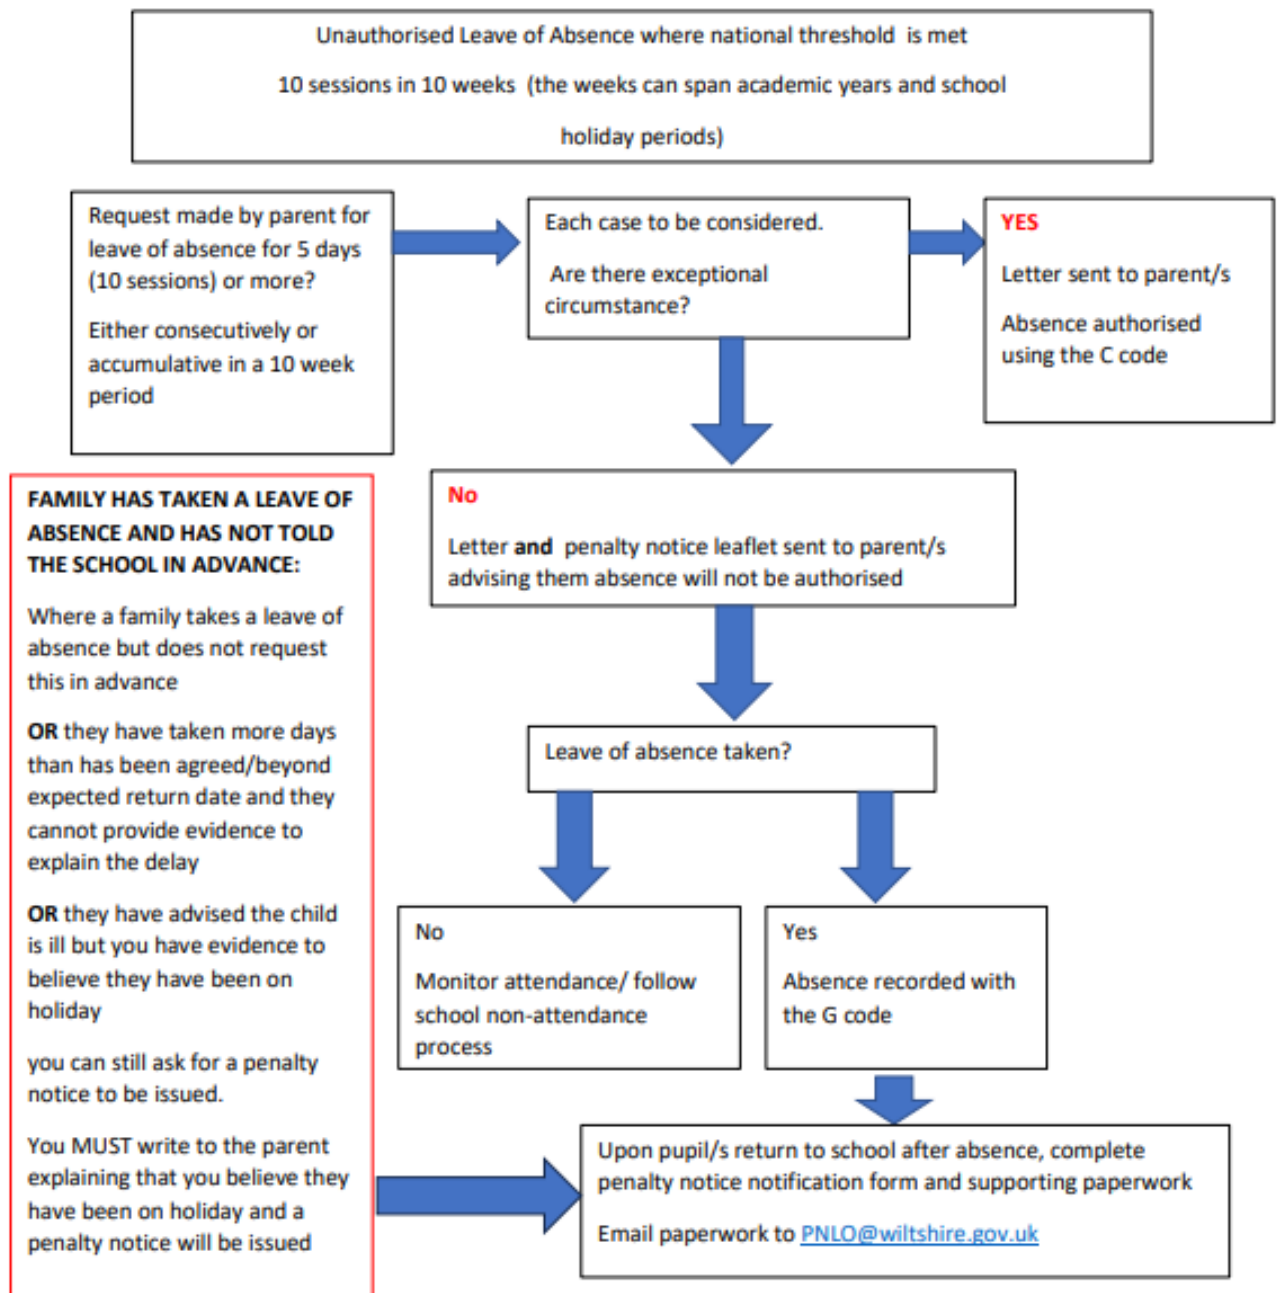 Unauthorised Leave of Absence where national threshold is met
10 sessions in 10 weeks (the weeks can span academic years and school
holiday periods)
Request made by parent for
leave of absence for 5 days
(10 sessions) or more?
Either consecutively or
accumulative in a 10 week
period
Each case to be considered.
Are there exceptional
circumstance?
YES
Letter sent to parent/s
Absence authorised
using the C code
No
Letter and penalty notice leaflet sent to parent/s
advising them absence will not be authorised
Leave of absence taken?
No
Monitor attendance/ follow
school non-attendance
process
Yes
Absence recorded with
the G code
FAMILY HAS TAKEN A LEAVE OF
ABSENCE AND HAS NOT TOLD
THE SCHOOL IN ADVANCE:
Where a family takes a leave of
absence but does not request
this in advance
OR they have taken more days
than has been agreed/beyond
expected return date and they
cannot provide evidence to
explain the delay
OR they have advised the child
is ill but you have evidence to
believe they have been on
holiday
you can still ask for a penalty
notice to be issued.
You MUST write to the parent
explaining that you believe they
have been on holiday and a
penalty notice will be issued
Upon pupil/s return to school after absence, complete
penalty notice notification form and supporting paperwork
Email paperwork to PNLO@wiltshire.gov.uk